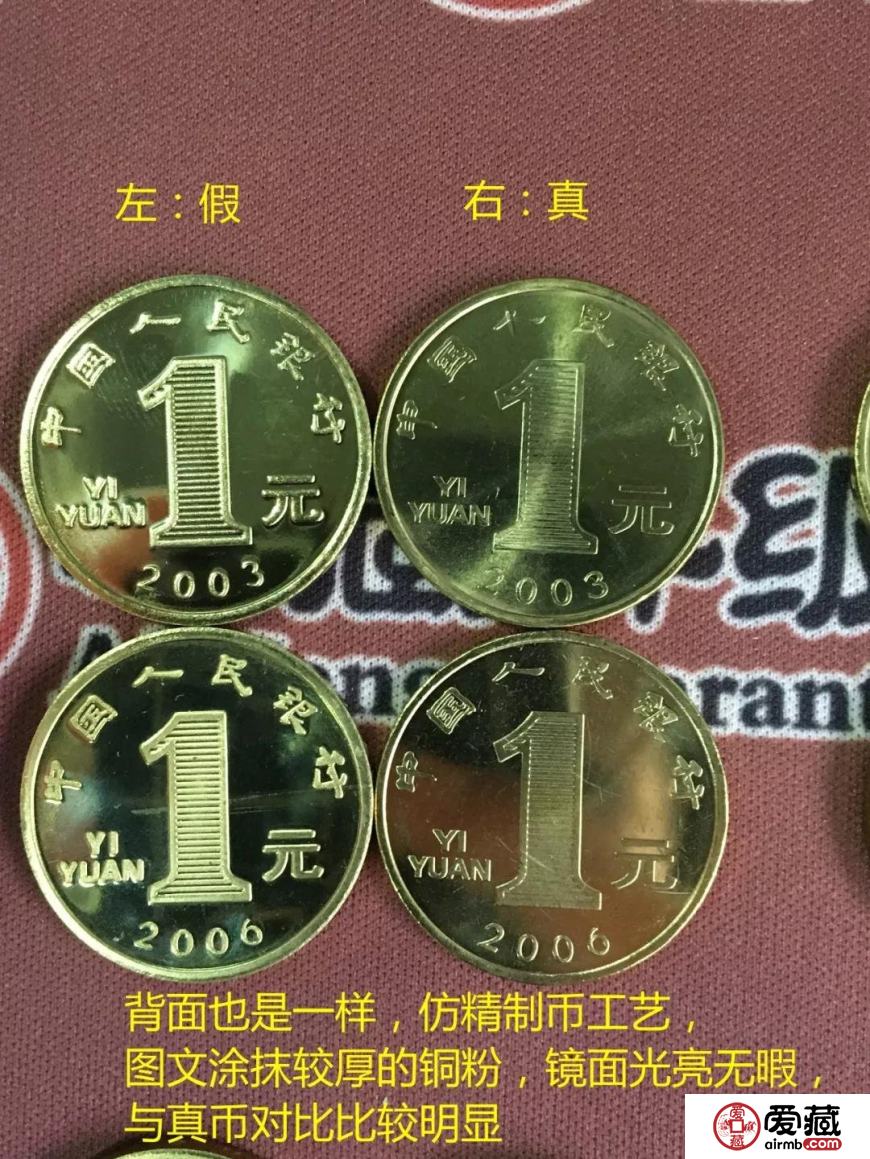 左：假
右：真
中国人民银行
1
YI
YUAN
元
2003
中国人民银行
1
YI
YUAN
元
2003
中国人民银行
1
YI
YUAN
元
2006
中国人民银行
1
YI
YUAN
元
2006
背面也是一样，仿精制币工艺，
图文涂抹较厚的铜粉，镜面光亮无暇，
与真币对比比较明显
爱藏
airmb.com